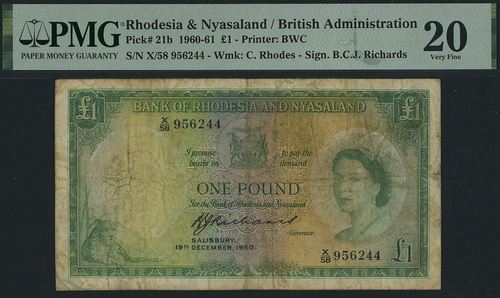 PMG
PAPER MONEY GUARANTY
Rhodesia & Nyasaland / British Administration
Pick# 21b 1960-61 £1 - Printer: BWC
S/N X/58 956244 - Wmk: C. Rhodes - Sign. B.C.J. Richards
20
Very Fine
£1
BANK OF RHODESIA AND NYASALAND
£1
X/58 956244
I promise to pay the
bearer on demand
ONE POUND
for the Bank of Rhodesia and Nyasaland
BJRichards
Governor.
SALISBURY,
19TH DECEMBER, 1960.
X/58 956244
£1